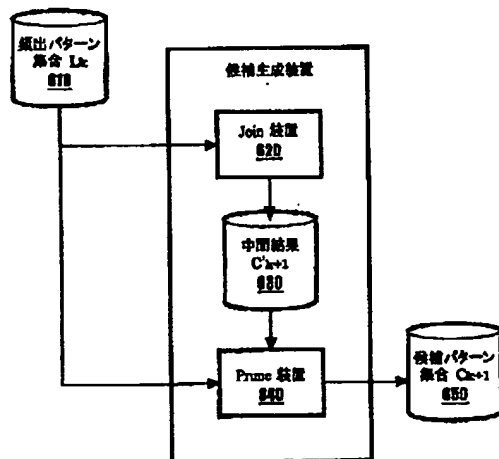 頻出パターン
集合 Lk
610
候補生成装置
Join 装置
620
中間結果
C'k+1
630
Prune 装置
640
候補パターン
集合 Ck+1
650